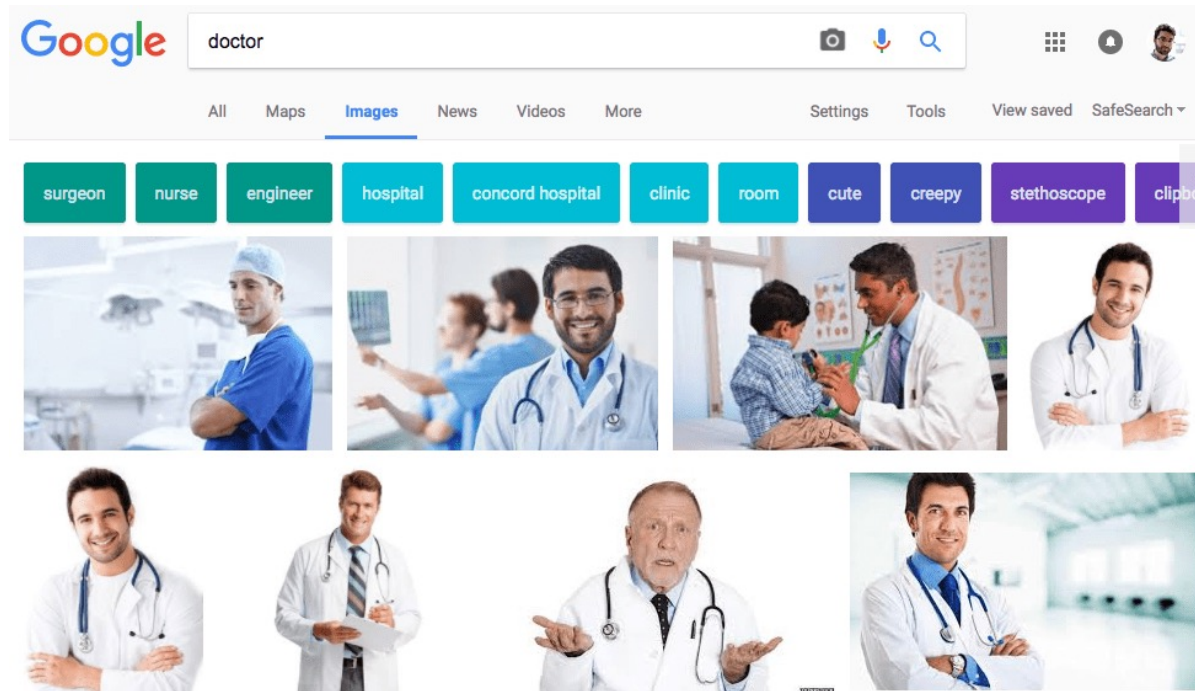 Google doctor
All Maps Images News Videos More Settings Tools View saved SafeSearch
surgeon nurse engineer hospital concord hospital clinic room cute creepy stethoscope